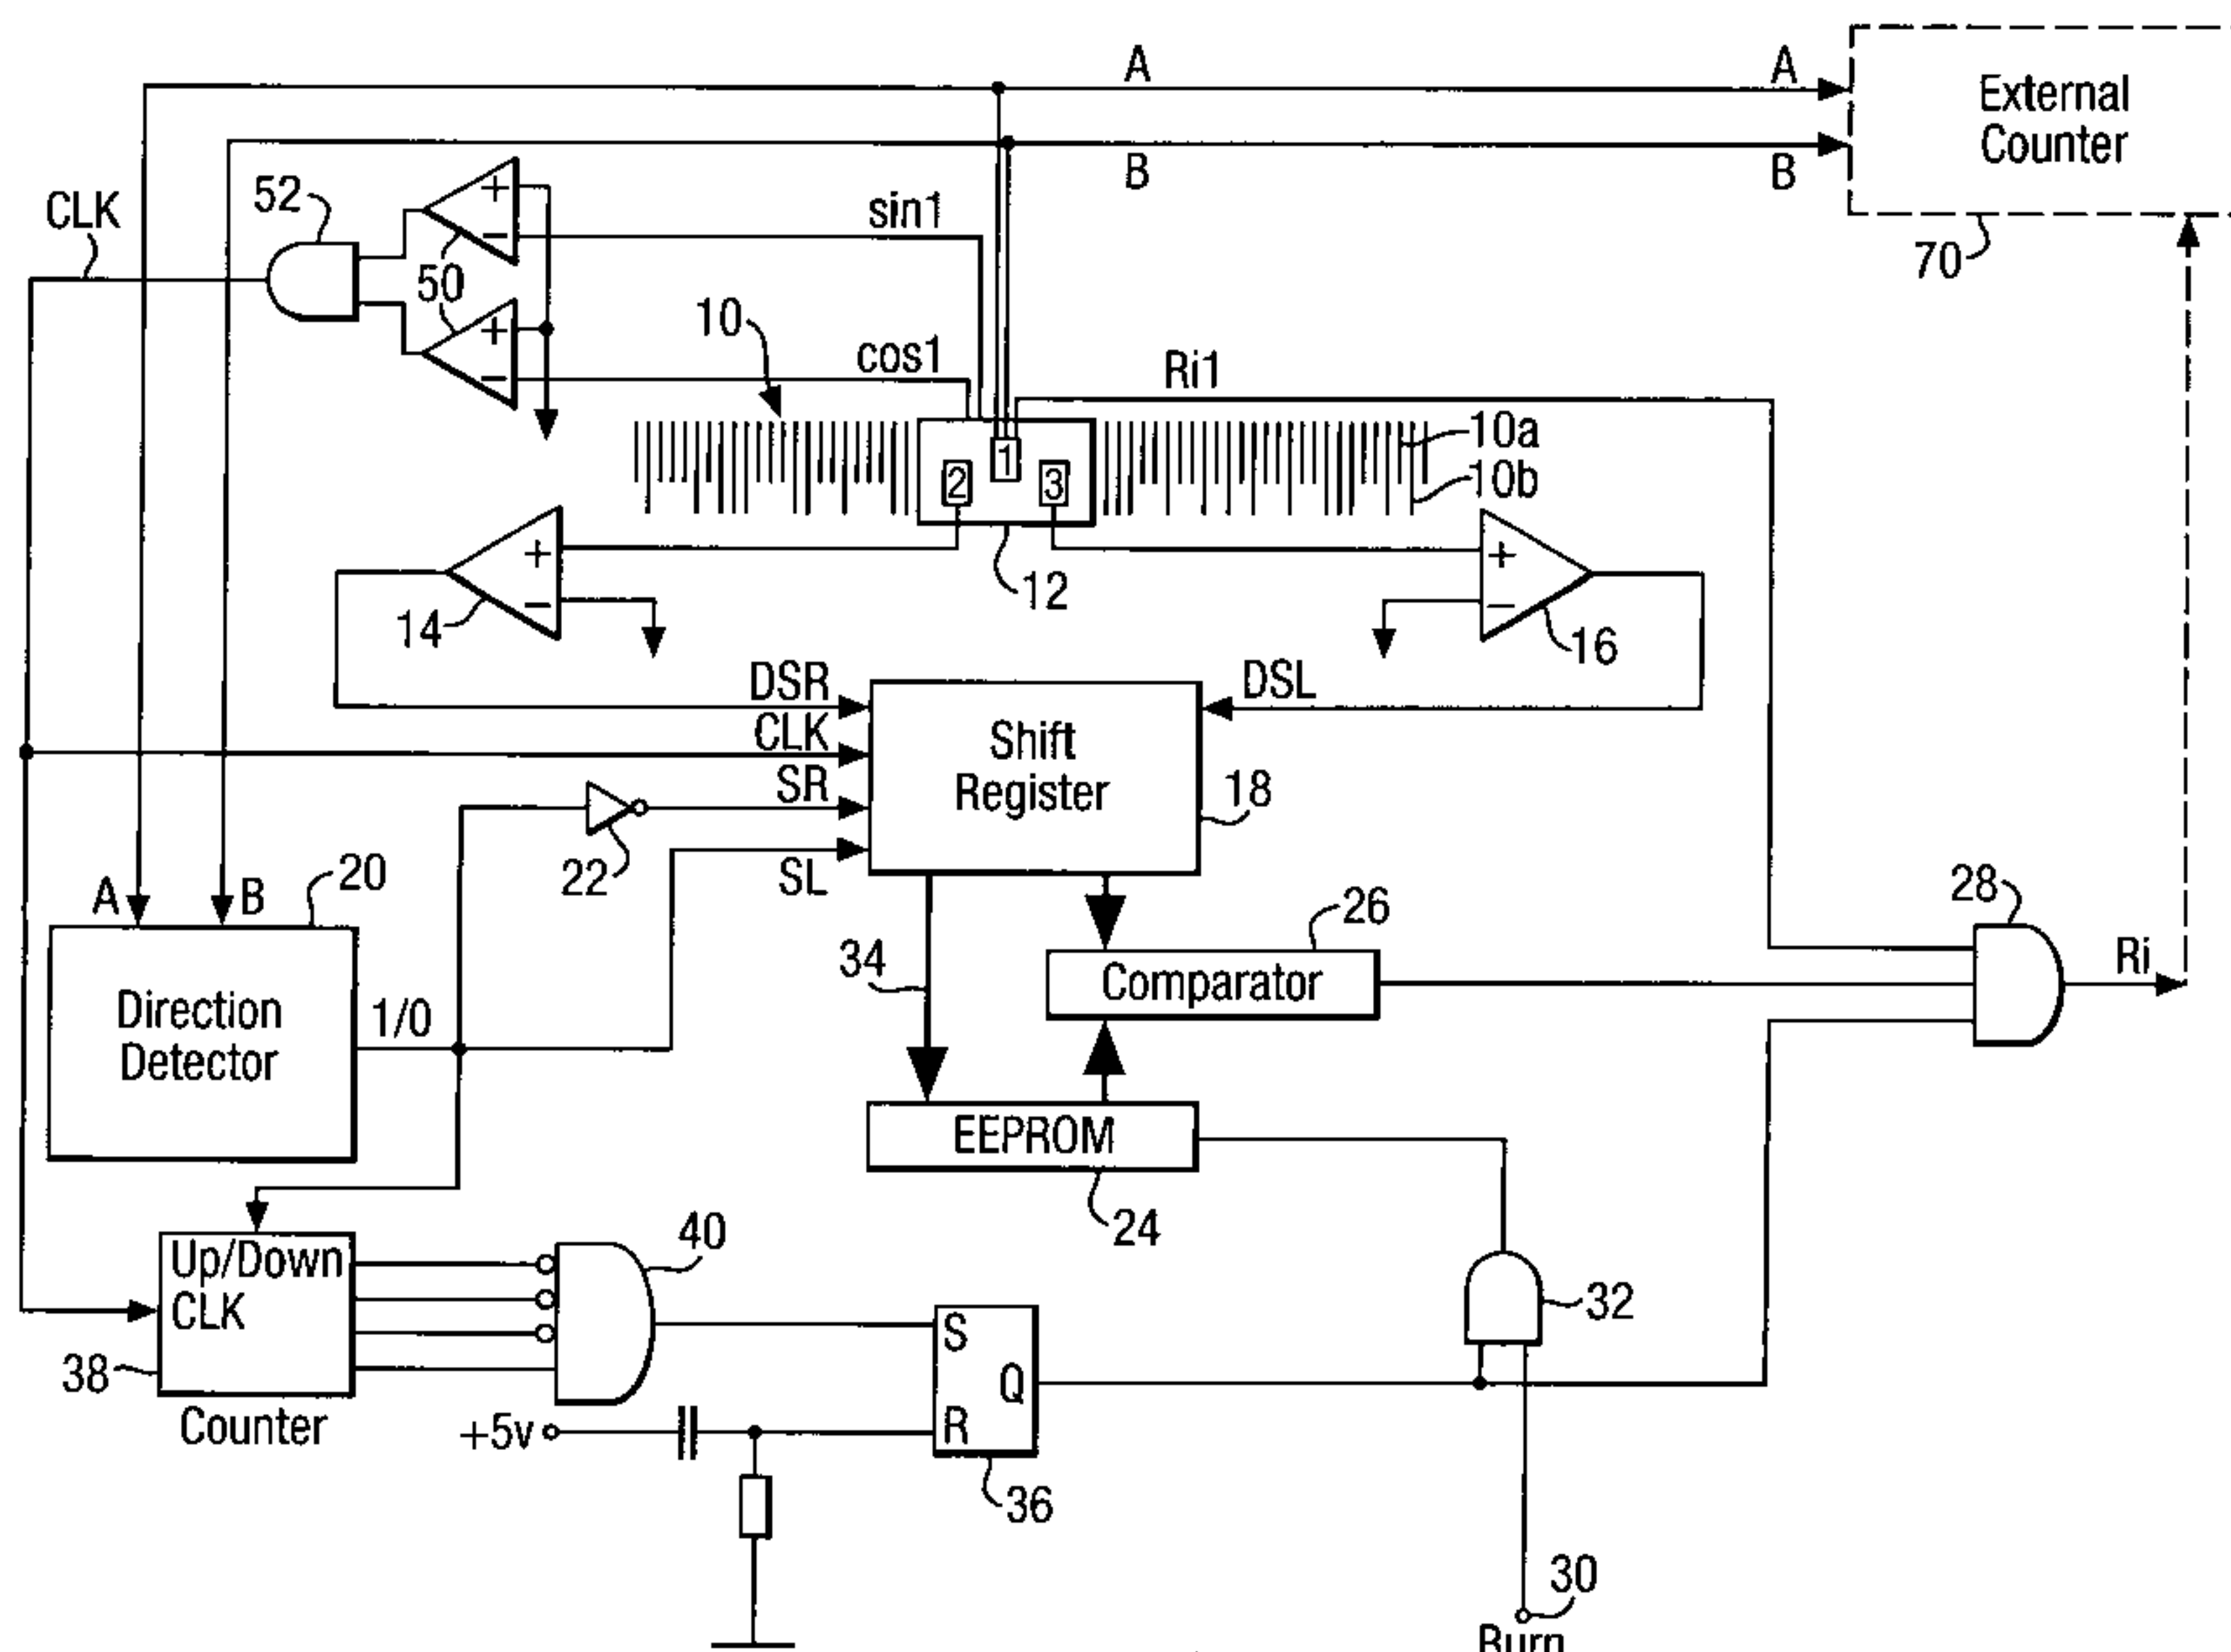 A
A
External
Counter
B
B
70
CLK
52
50
+
−
+
−
sin1
cos1
10
Ri1
10a
10b
2
1
3
12
+
−
14
+
−
16
DSR
CLK
SR
SL
DSL
Shift
Register
18
22
A
B
20
Direction
Detector
1/0
34
26
Comparator
28
Ri
EEPROM
24
Up/Down
CLK
38
Counter
40
+5v
S
Q
R
36
32
30
Burn